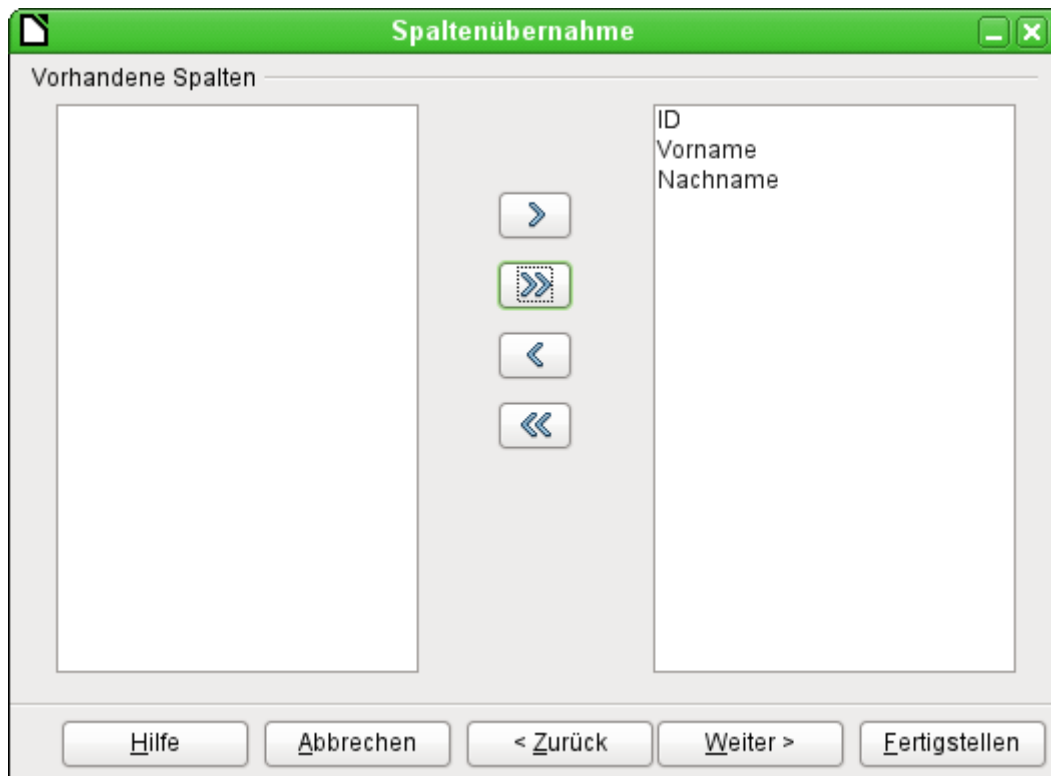 Spaltenübernahme
Vorhandene Spalten
ID
Vorname
Nachname
Hilfe
Abbrechen
< Zurück
Weiter >
Fertigstellen